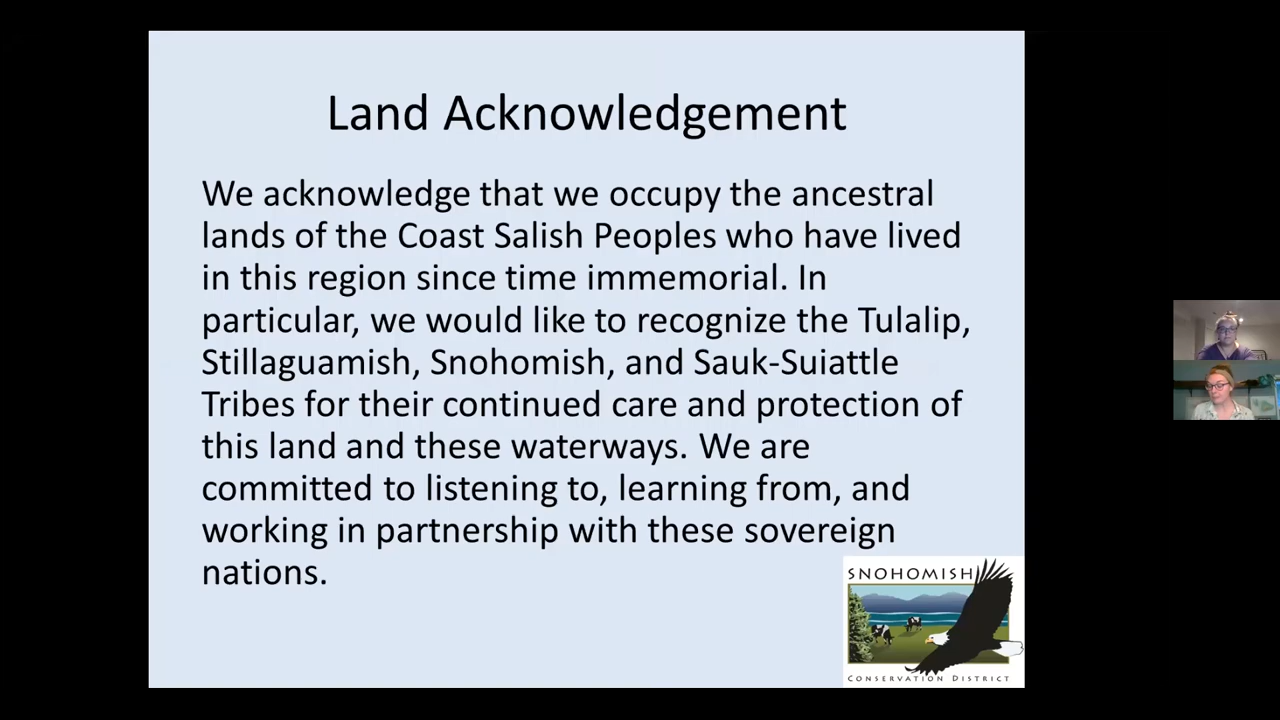 Land Acknowledgement
We acknowledge that we occupy the ancestral
lands of the Coast Salish Peoples who have lived
in this region since time immemorial. In
particular, we would like to recognize the Tulalip,
Stillaguamish, Snohomish, and Sauk-Suiattle
Tribes for their continued care and protection of
this land and these waterways. We are
committed to listening to, learning from, and
working in partnership with these sovereign
nations.
SNOHOMISH
CONSERVATION DISTRICT